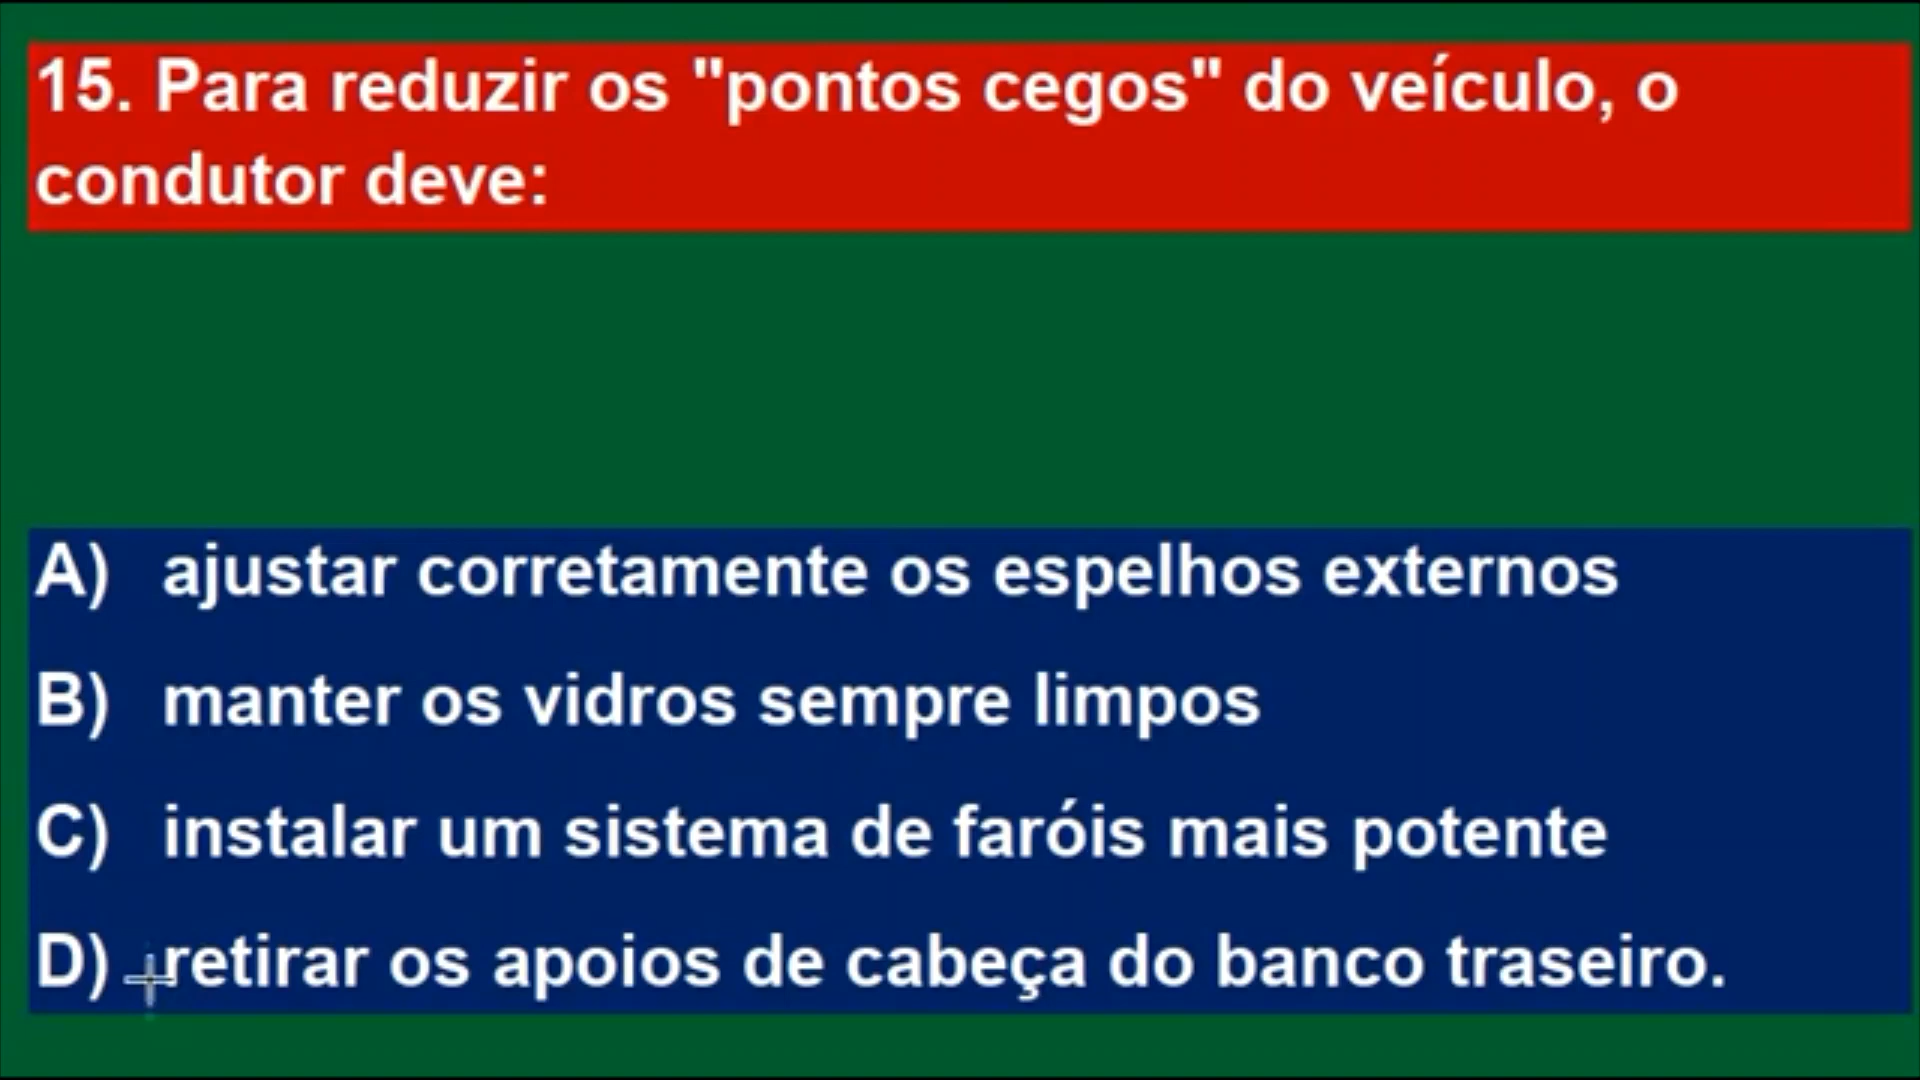 15. Para reduzir os "pontos cegos" do veículo, o
condutor deve:
A) ajustar corretamente os espelhos externos
B) manter os vidros sempre limpos
C) instalar um sistema de faróis mais potente
D) retirar os apoios de cabeça do banco traseiro.